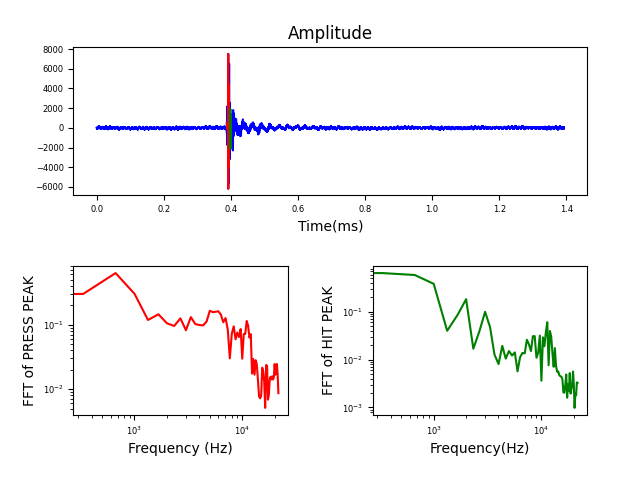 Amplitude
8000
6000
4000
2000
0
−2000
−4000
−6000
0.0 0.2 0.4 0.6 0.8 1.0 1.2 1.4
Time(ms)
FFT of PRESS PEAK
10⁻¹
10⁻²
10³ 10⁴
Frequency (Hz)
FFT of HIT PEAK
10⁻¹
10⁻²
10⁻³
10³ 10⁴
Frequency(Hz)